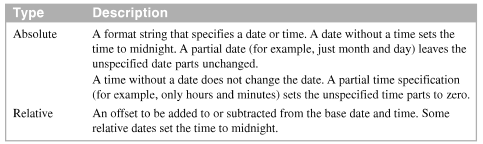 Type Description
Absolute A format string that specifies a date or time. A date without a time sets the
time to midnight. A partial date (for example, just month and day) leaves the
unspecified date parts unchanged.
A time without a date does not change the date. A partial time specification
(for example, only hours and minutes) sets the unspecified time parts to zero.
Relative An offset to be added to or subtracted from the base date and time. Some
relative dates set the time to midnight.